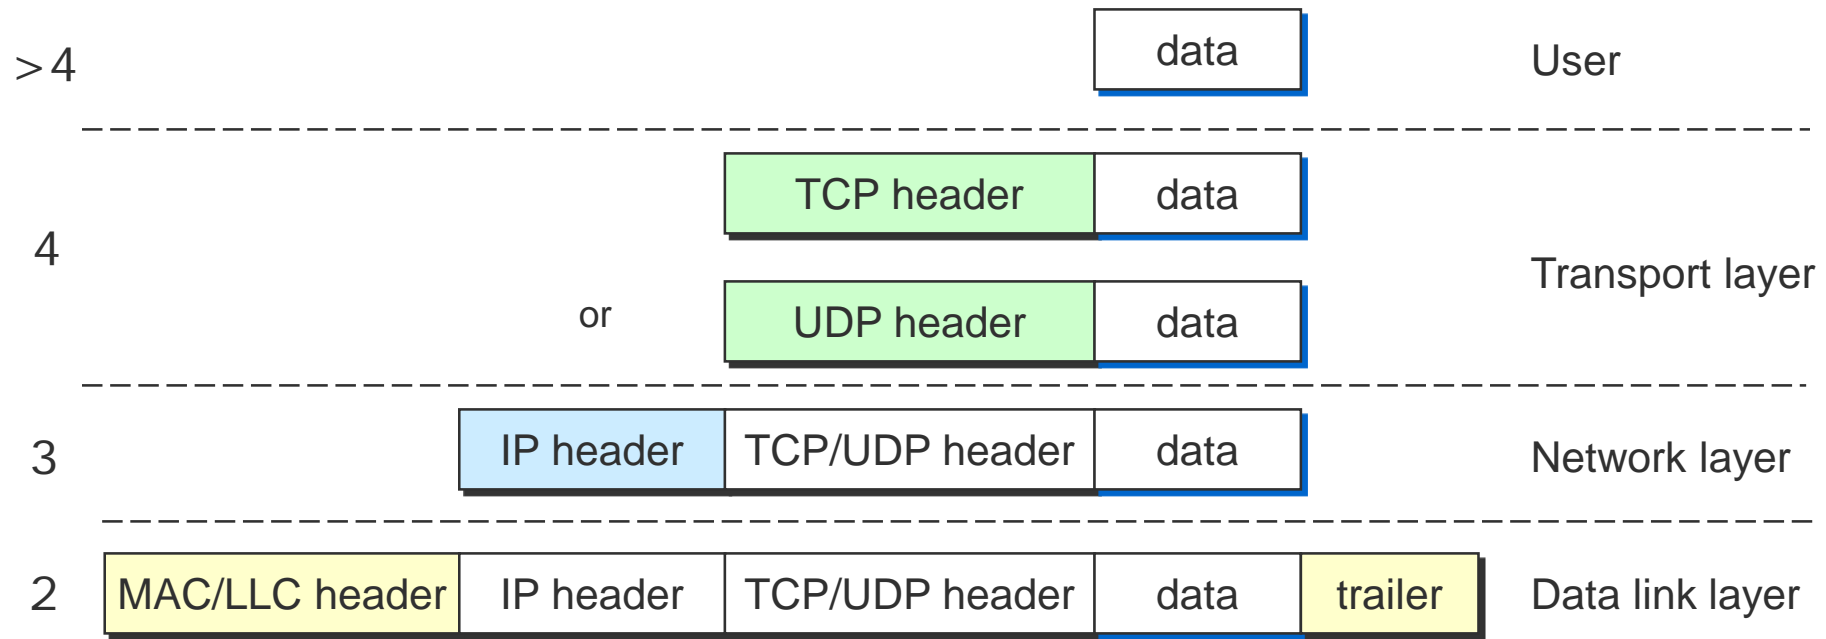 >4 data User
TCP header data
4
Transport layer
or UDP header data
3 IP header TCP/UDP header data Network layer
2 MAC/LLC header IP header TCP/UDP header data trailer Data link layer